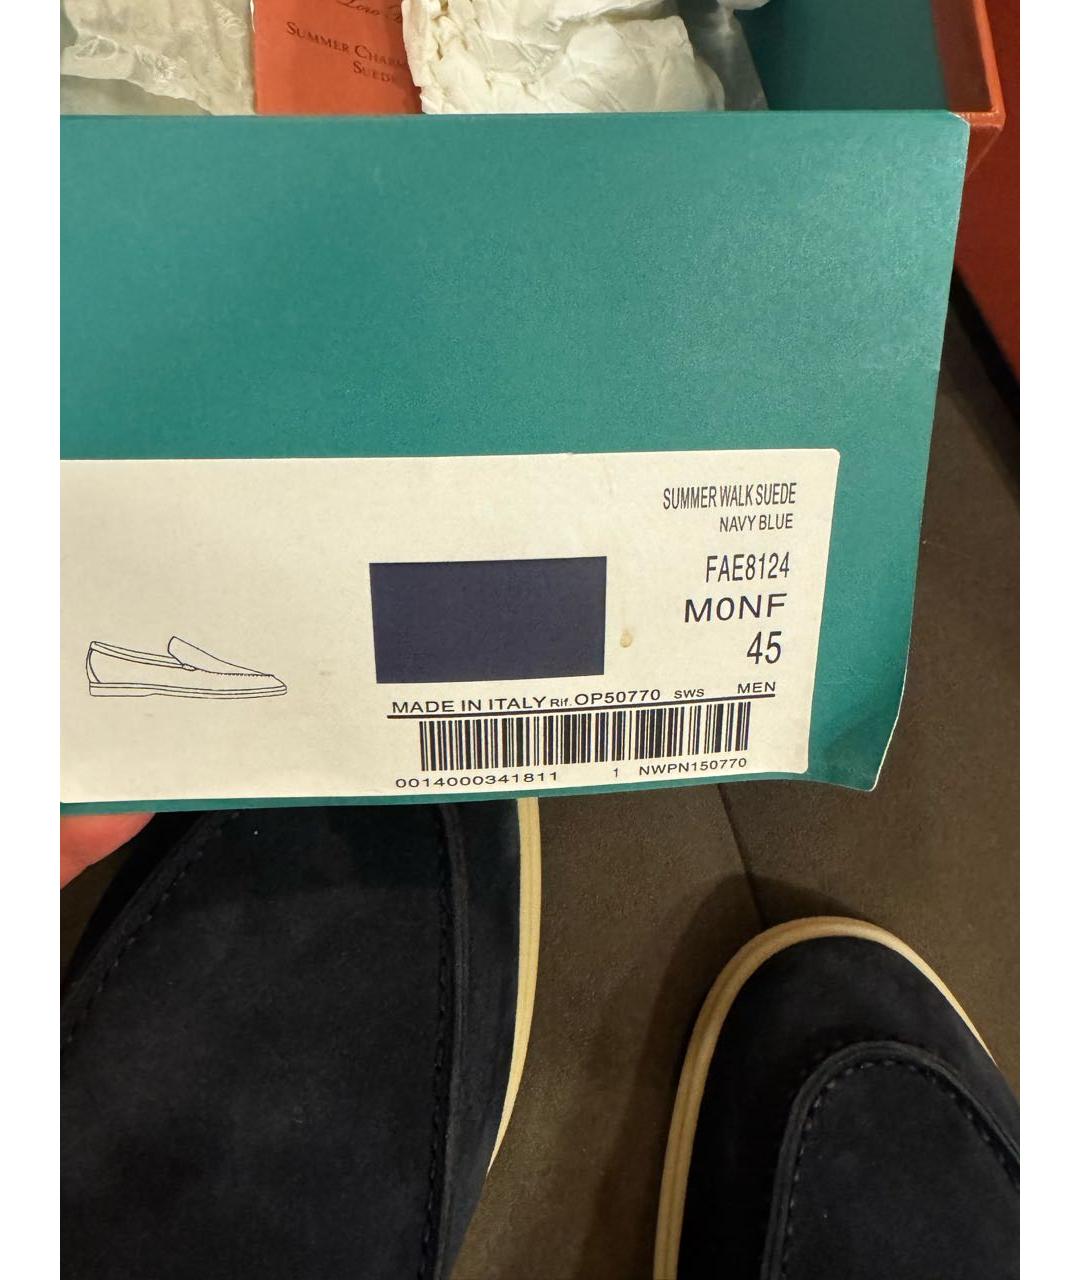 Loro
SUMMER CHARM
SUEDE
SUMMER WALK SUEDE
NAVY BLUE
FAE8124
M0NF
45
MADE IN ITALY Rif. OP50770 SWS MEN
0014000341811 1 NWPN150770